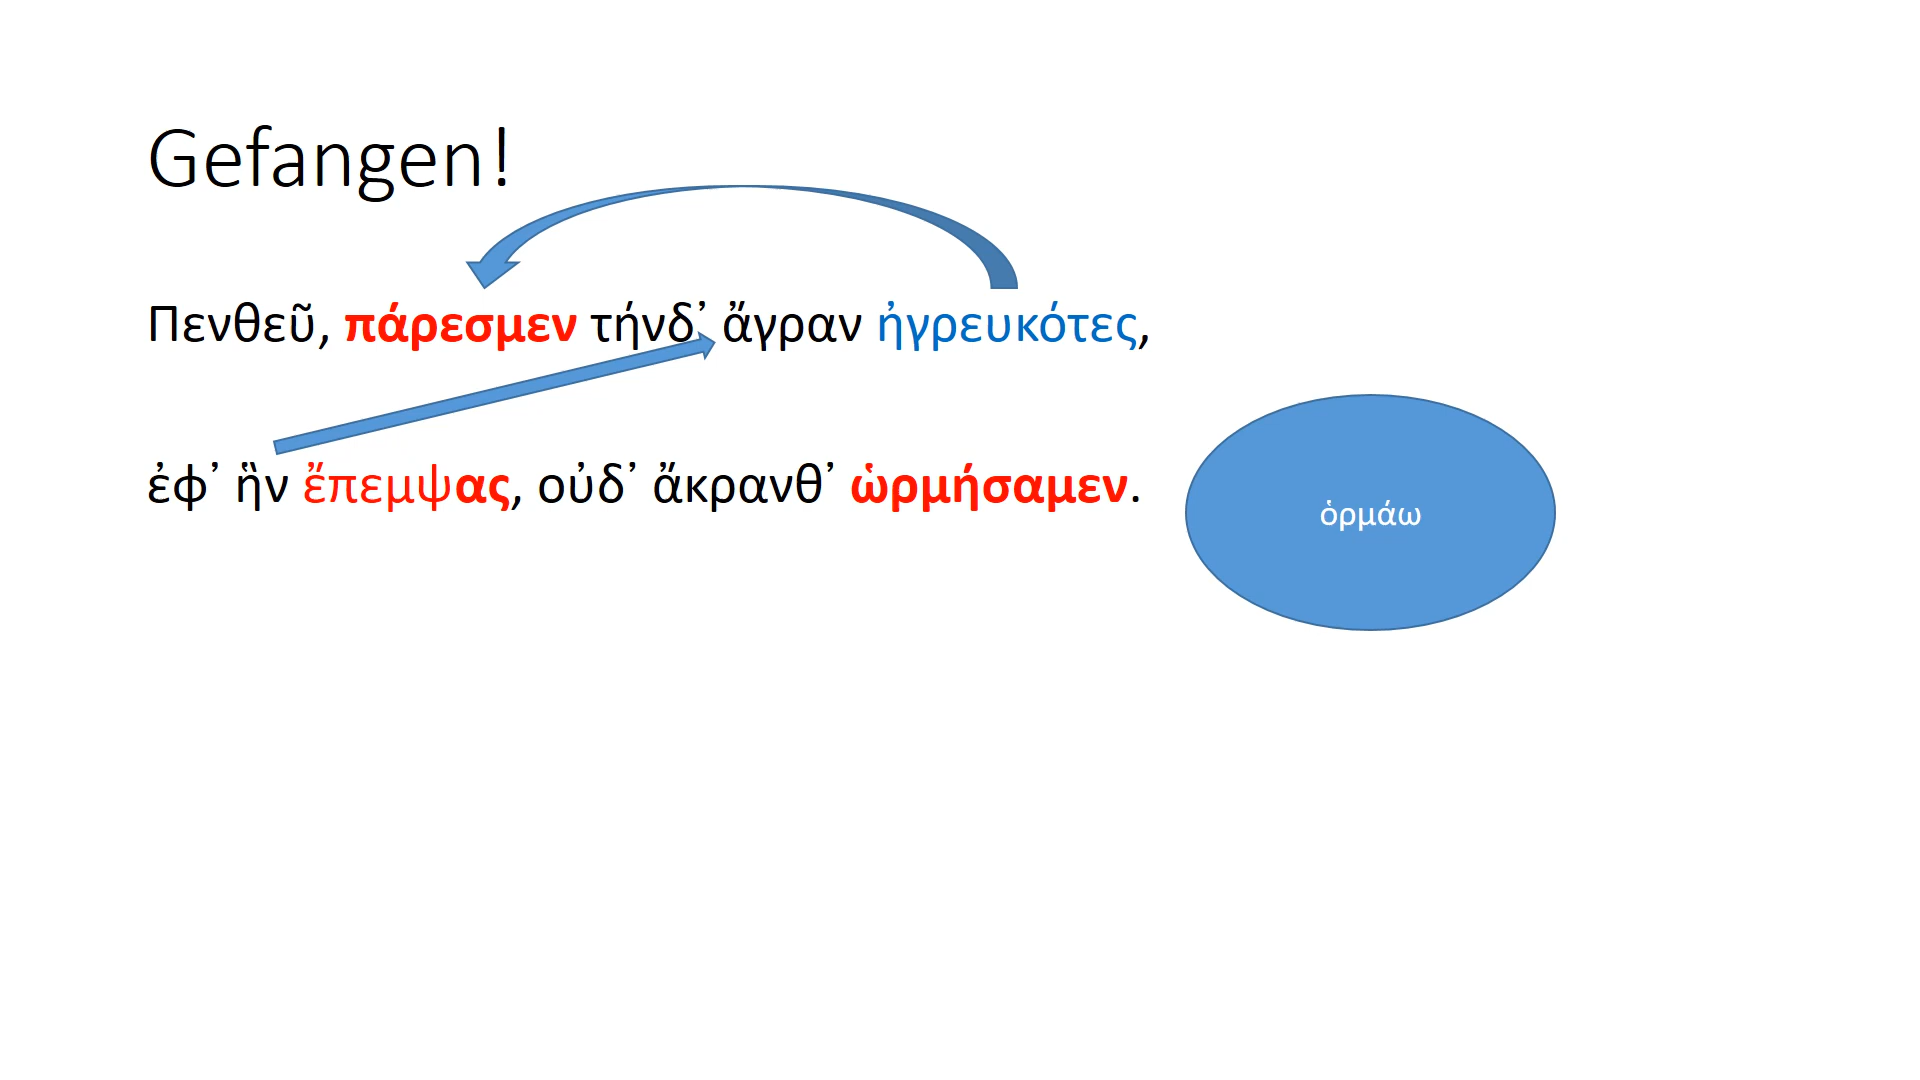 Gefangen!
Πενθεῦ, πάρεσμεν τήνδ᾽ ἄγραν ἠγρευκότες,
ἐφ᾽ ἣν ἔπεμψας, οὐδ᾽ ἄκρανθ᾽ ὡρμήσαμεν.
ὁρμάω